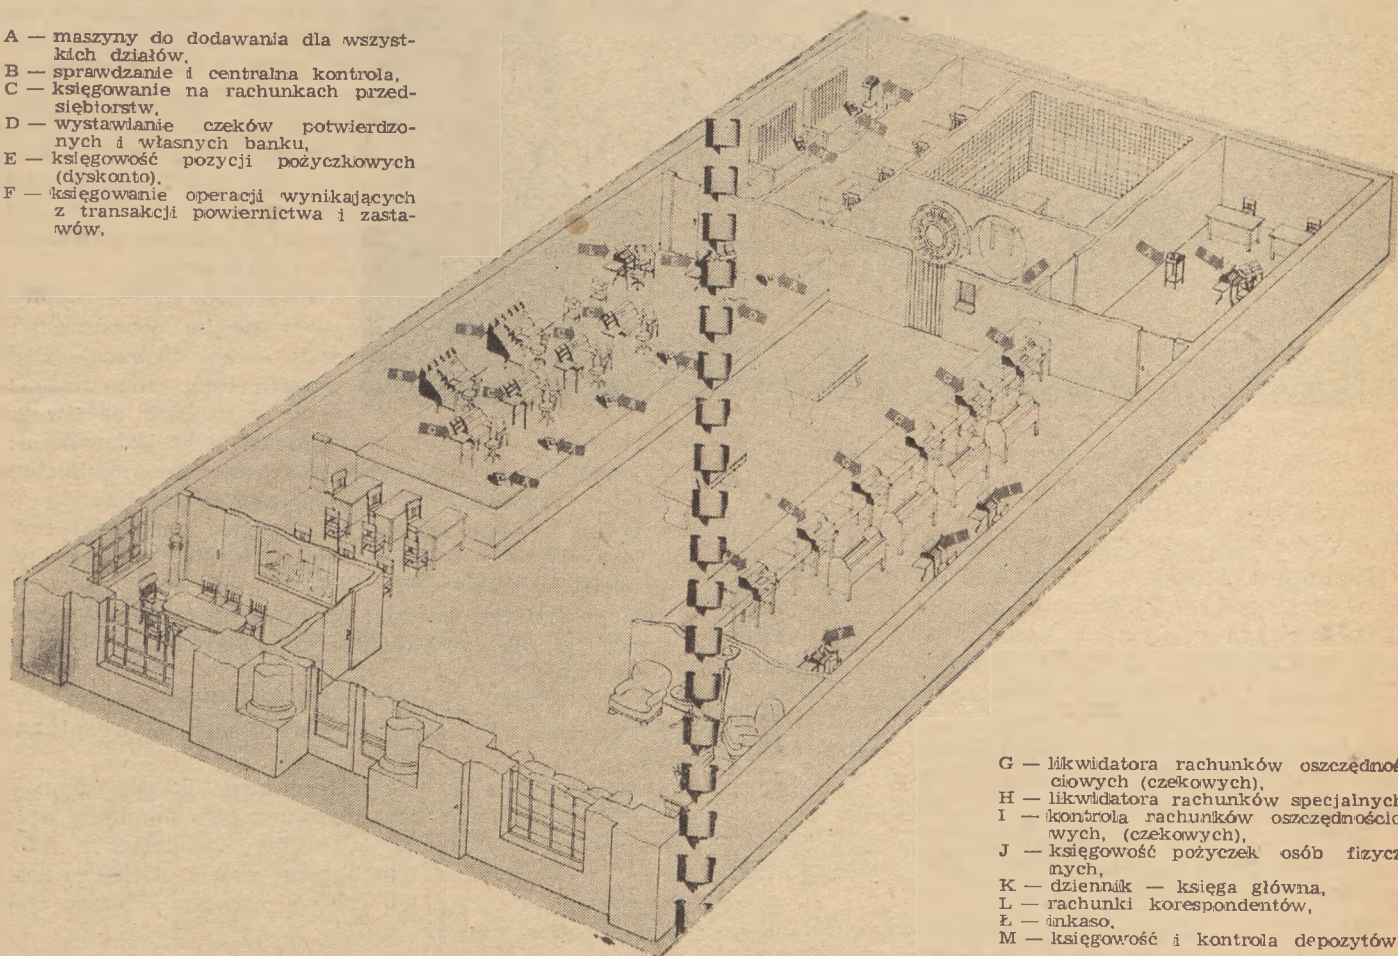 A — maszyny do dodawania dla wszyst-
kich działów,
B — sprawdzanie i centralna kontrola,
C — księgowanie na rachunkach przed-
siębiorstw,
D — wystawianie czeków potwierdzo-
nych i własnych banku,
E — księgowość pozycji pożyczkowych
(dyskonto),
F — księgowanie operacji wynikających
z transakcji powiernictwa i zasta-
wów.
G — likwidatora rachunków oszczędnoś
ciowych (czekowych),
H — likwidatora rachunków specjalnych
I — kontrola rachunków oszczędnościo
wych, (czekowych),
J — księgowość pożyczek osób fizycz
nych,
K — dziennik — księga główna,
L — rachunki korespondentów,
Ł — inkaso,
M — księgowość i kontrola depozytów